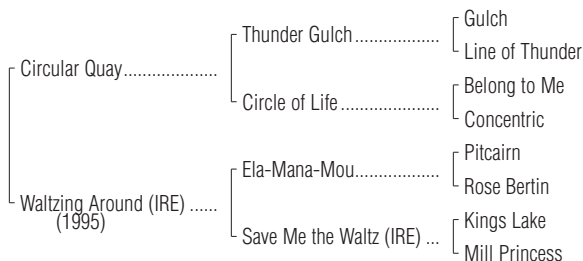 Gulch
Thunder Gulch..................
Line of Thunder
Circular Quay....................
Belong to Me
Circle of Life.....................
Concentric
Pitcairn
Ela-Mana-Mou..................
Rose Bertin
Waltzing Around (IRE) ......
(1995)
Kings Lake
Save Me the Waltz (IRE) ...
Mill Princess